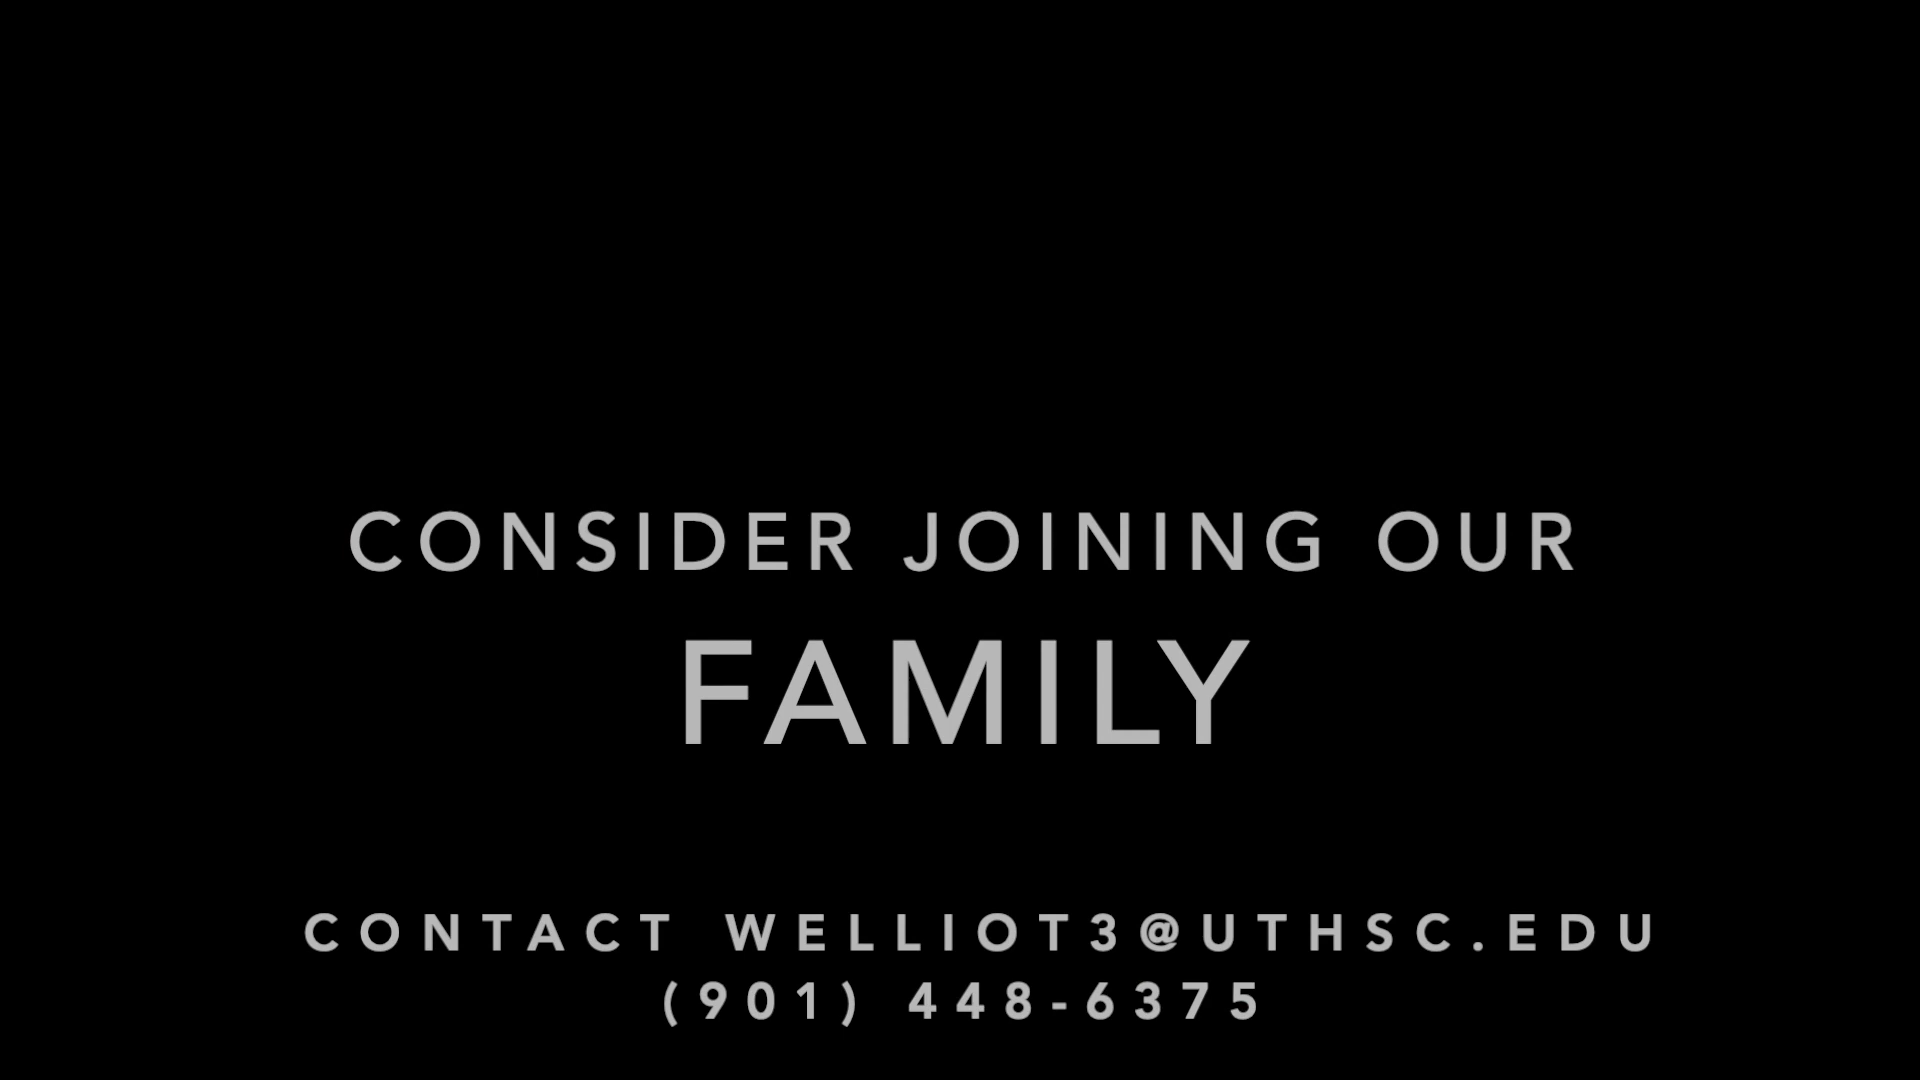 CONSIDER JOINING OUR
FAMILY
CONTACT WELLIOT3@UTHSC.EDU
(901) 448-6375